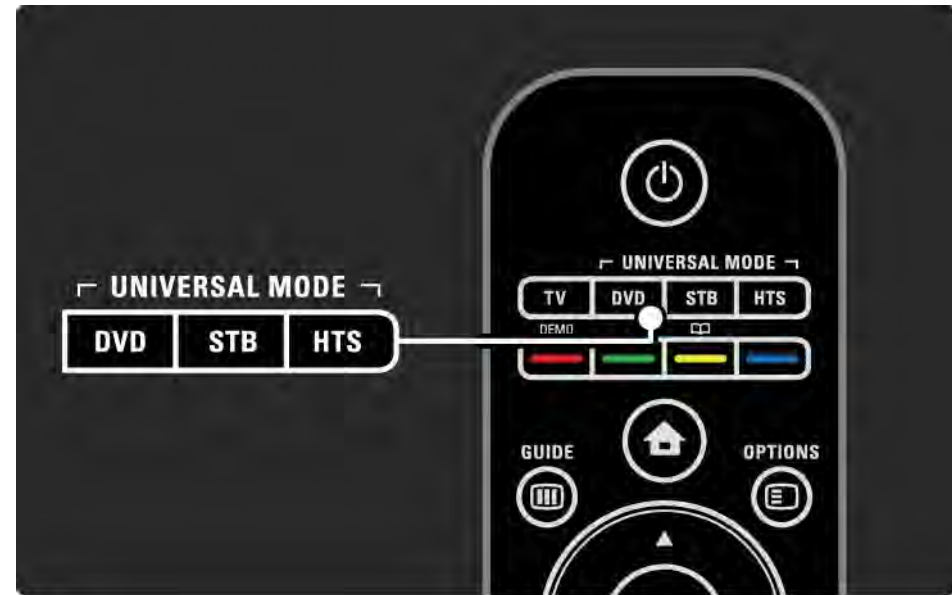 UNIVERSAL MODE
DVD STB HTS
UNIVERSAL MODE
TV DVD STB HTS
DEMO
GUIDE
OPTIONS